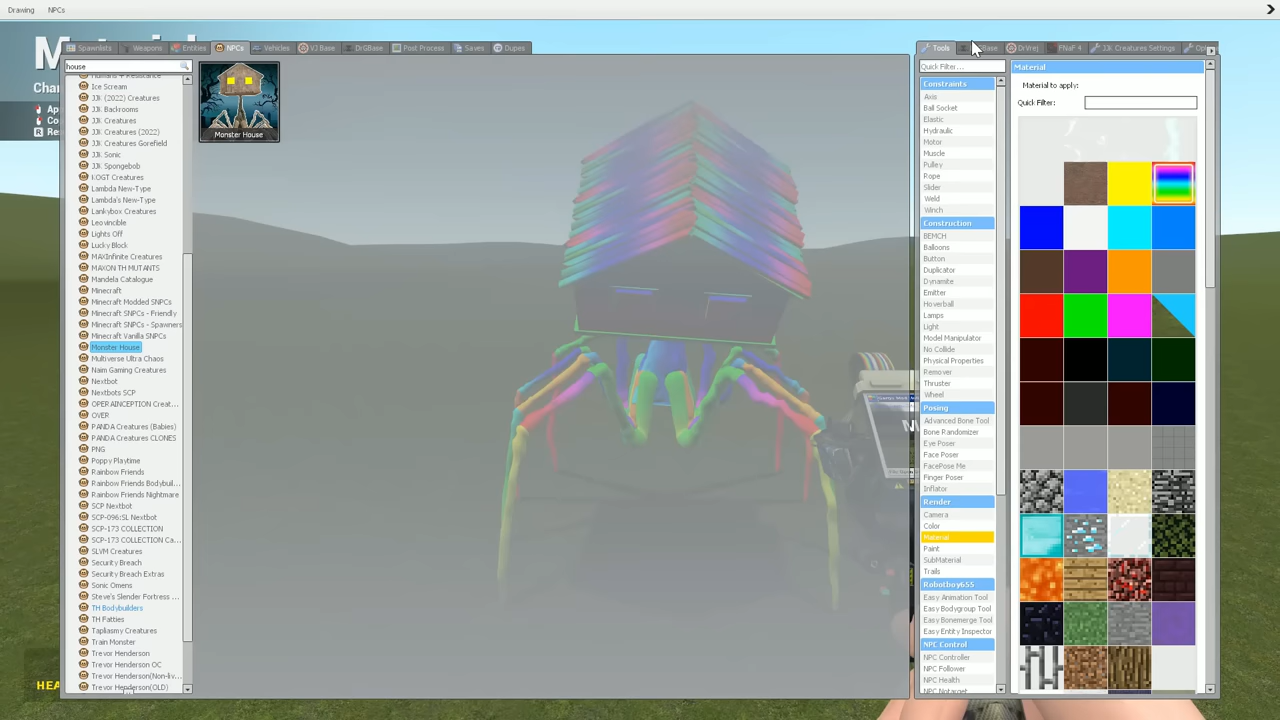 Drawing NPCs
Spawnlists Weapons Entities NPCs Vehicles VJ Base DrGBase Post Process Saves Dupes
house
Ice Cream
JJK (2022) Creatures
JJK Backrooms
JJK Creatures
JJK Creatures (2022)
JJK Creatures Gorefield
JJK Sonic
JJK Spongebob
KOGT Creatures
Lambda New-Type
Lambda's New-Type
Lankybox Creatures
Leovincible
Lights Off
Lucky Block
MAXInfinite Creatures
MAXON TH MUTANTS
Mandela Catalogue
Minecraft
Minecraft Modded SNPCs
Minecraft SNPCs - Friendly
Minecraft SNPCs - Spawners
Minecraft Vanilla SNPCs
Monster House
Multiverse Ultra Chaos
Naim Gaming Creatures
Nextbot
Nextbots SCP
OPERAINCEPTION Creat...
OVER
PANDA Creatures (Babies)
PANDA Creatures CLONES
PNG
Poppy Playtime
Rainbow Friends
Rainbow Friends Bodybuil...
Rainbow Friends Nightmare
SCP Nextbot
SCP-096:SL Nextbot
SCP-173 COLLECTION
SCP-173 COLLECTION Ca...
SLVM Creatures
Security Breach
Security Breach Extras
Sonic Omens
Steve's Slender Fortress ...
TH Bodybuilders
TH Fatties
Tapliasmy Creatures
Train Monster
Trevor Henderson
Trevor Henderson OC
Trevor Henderson(Non-liv...
Trevor Henderson(OLD)
Monster House
Tools DrVrej FNaF 4 JJK Creatures Settings
Quick Filter...
Constraints
Axis
Ball Socket
Elastic
Hydraulic
Motor
Muscle
Pulley
Rope
Slider
Weld
Winch
Construction
BEMCH
Balloons
Button
Duplicator
Dynamite
Emitter
Hoverball
Lamps
Light
Model Manipulator
No Collide
Physical Properties
Remover
Thruster
Wheel
Posing
Advanced Bone Tool
Bone Randomizer
Eye Poser
Face Poser
FacePose Me
Finger Poser
Inflator
Render
Camera
Color
Material
Paint
SubMaterial
Trails
Robotboy655
Easy Animation Tool
Easy Bodygroup Tool
Easy Bonemerge Tool
Easy Entity Inspector
NPC Control
NPC Controller
NPC Follower
NPC Health
NPC Notarget
Material
Material to apply:
Quick Filter: